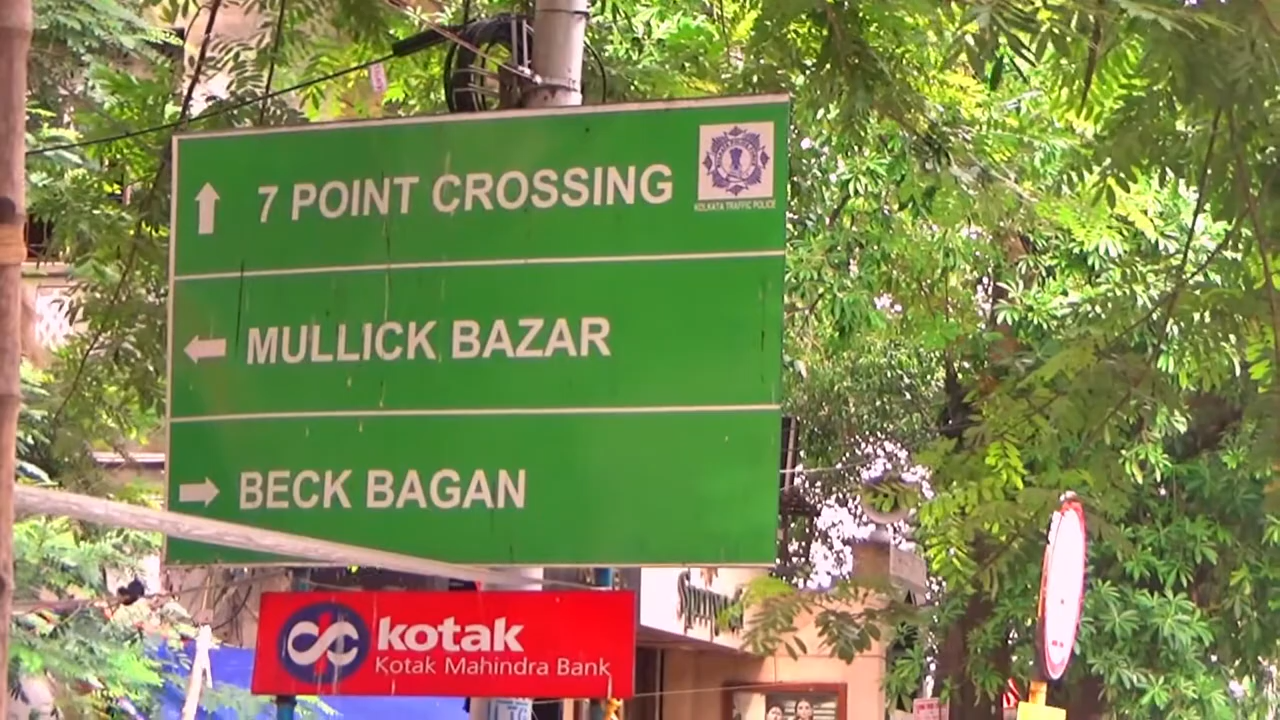 7 POINT CROSSING
KOLKATA TRAFFIC POLICE
MULLICK BAZAR
BECK BAGAN
kotak
Kotak Mahindra Bank